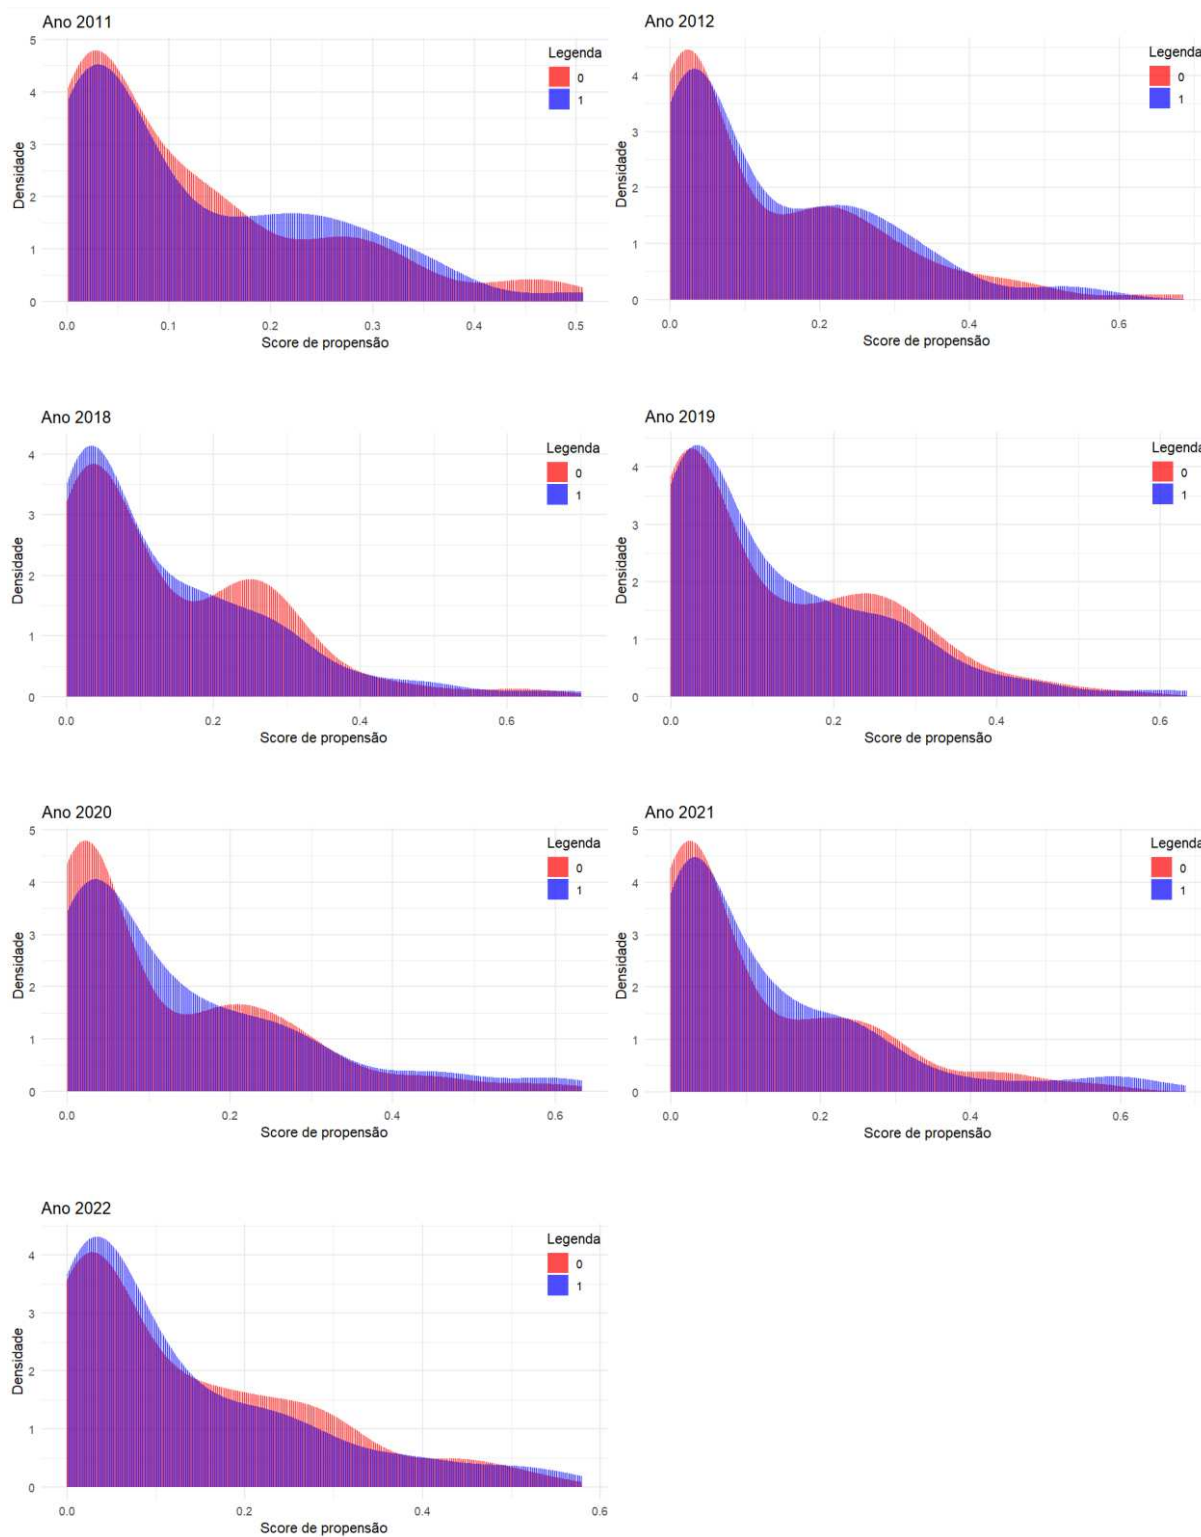 Ano 2011
Legenda
0
1
Densidade
5
4
3
2
1
0
0.0 0.1 0.2 0.3 0.4 0.5
Score de propensão
Ano 2012
Legenda
0
1
Densidade
4
3
2
1
0
0.0 0.2 0.4 0.6
Score de propensão
Ano 2018
Legenda
0
1
Densidade
4
3
2
1
0
0.0 0.2 0.4 0.6
Score de propensão
Ano 2019
Legenda
0
1
Densidade
4
3
2
1
0
0.0 0.2 0.4 0.6
Score de propensão
Ano 2020
Legenda
0
1
Densidade
5
4
3
2
1
0
0.0 0.2 0.4 0.6
Score de propensão
Ano 2021
Legenda
0
1
Densidade
5
4
3
2
1
0
0.0 0.2 0.4 0.6
Score de propensão
Ano 2022
Legenda
0
1
Densidade
4
3
2
1
0
0.0 0.2 0.4 0.6
Score de propensão